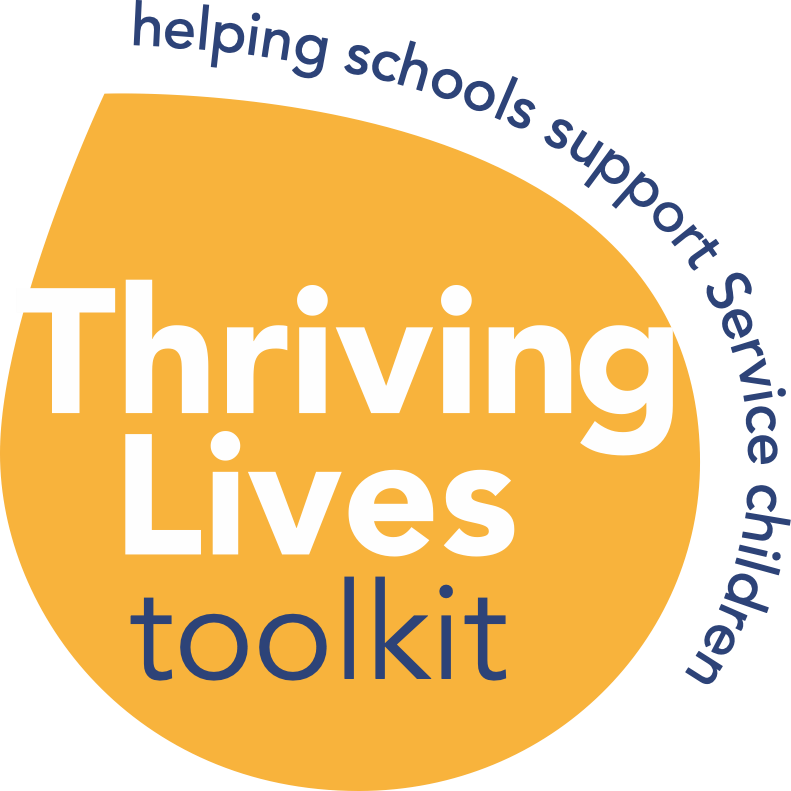 helping schools support Service children
Thriving
Lives
toolkit